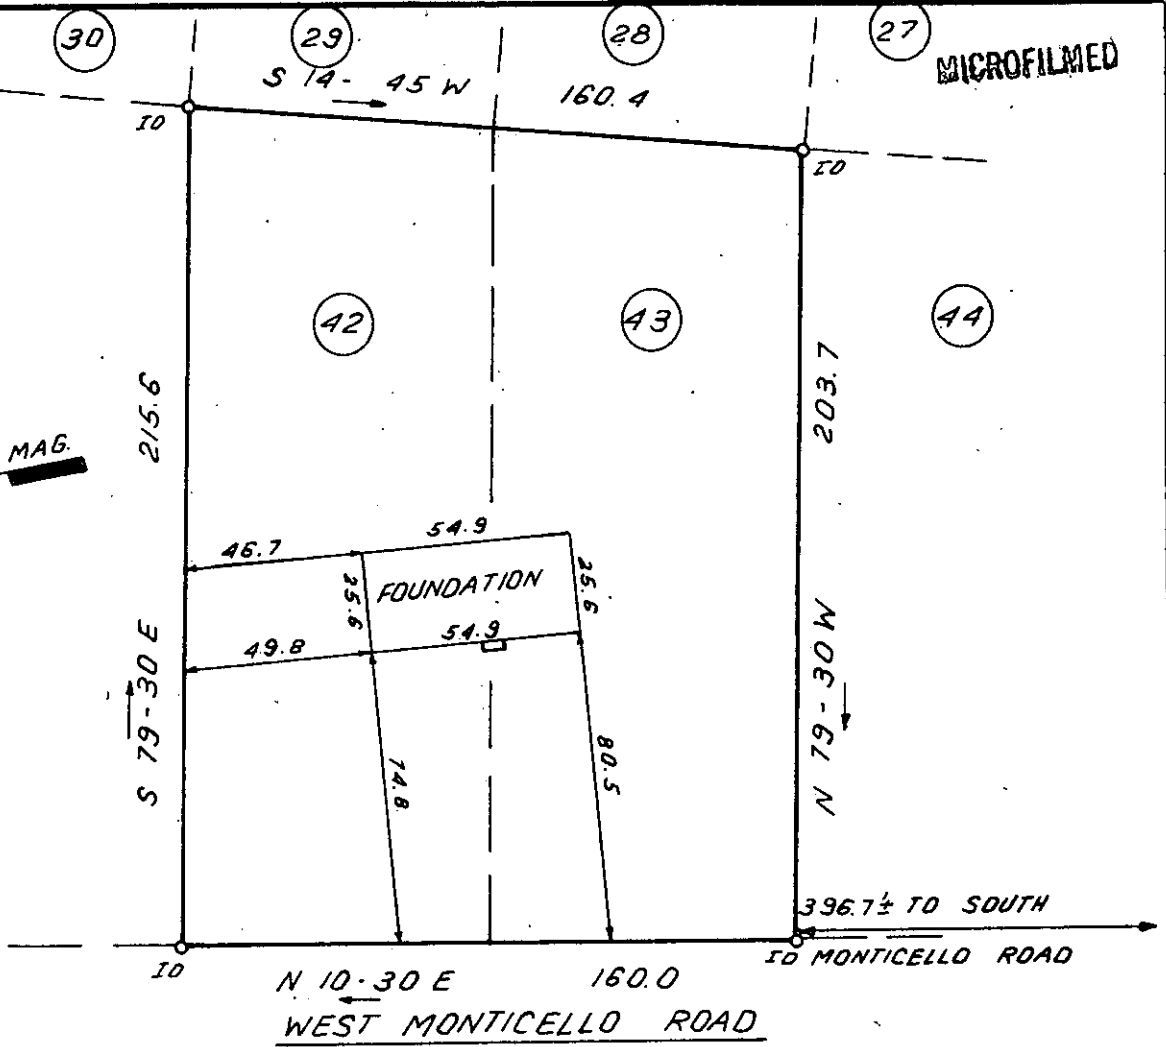 30
29
28
27
MICROFILMED
S 14 - 45 W
160.4
IO
IO
42
43
44
215.6
203.7
MAG.
46.7
54.9
25.6
FOUNDATION
25.6
49.8
54.9
S 79-30 E
N 79-30 W
74.8
80.5
396.7'± TO SOUTH
MONTICELLO ROAD
IO
IO
N 10-30 E
160.0
WEST MONTICELLO ROAD